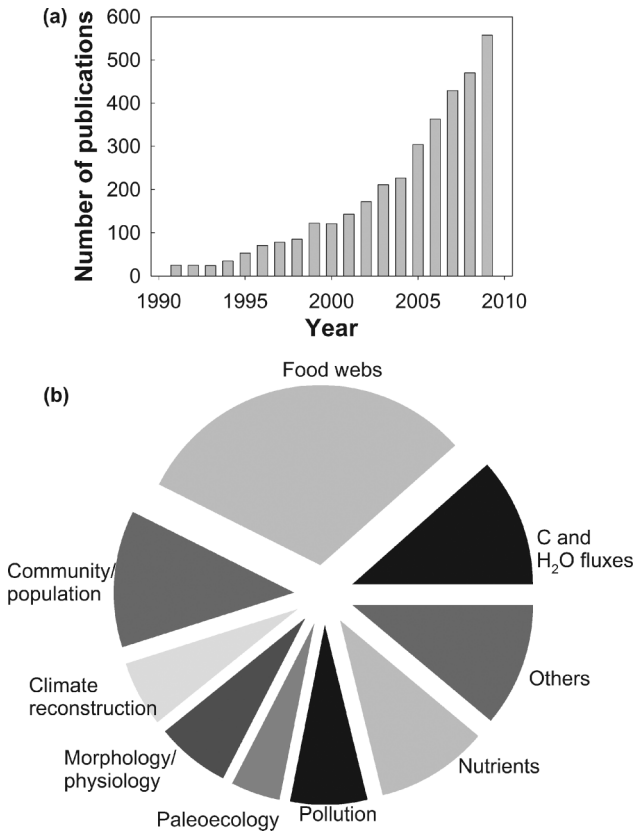 (a)
600
500
400
300
200
100
0
Number of publications
1990 1995 2000 2005 2010
Year
(b)
Food webs
C and
H₂O fluxes
Community/
population
Climate
reconstruction
Others
Morphology/
physiology
Nutrients
Paleoecology
Pollution